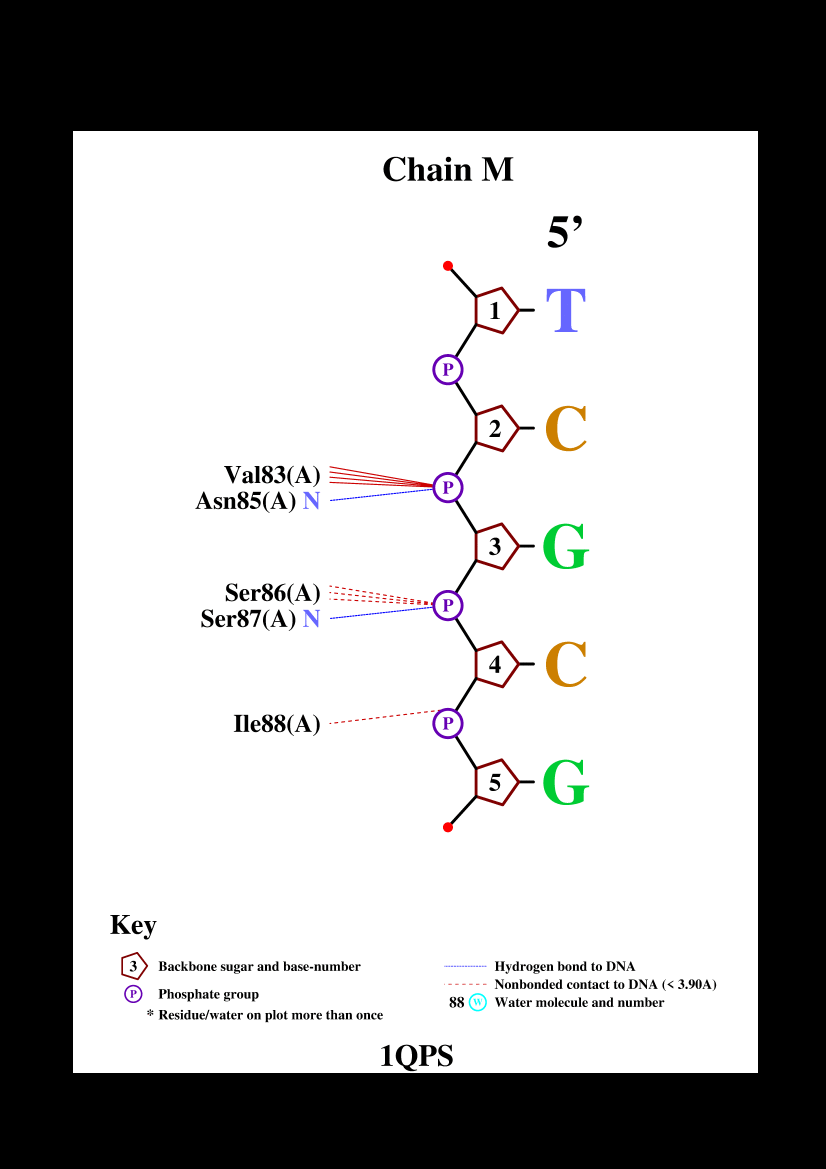 Chain M
5’
1 T
P
2 C
Val83(A)
P
Asn85(A) N
3 G
Ser86(A)
P
Ser87(A) N
4 C
Ile88(A) P
5 G
Key
3 Backbone sugar and base-number
P Phosphate group
* Residue/water on plot more than once
Hydrogen bond to DNA
Nonbonded contact to DNA (< 3.90A)
88 W Water molecule and number
1QPS